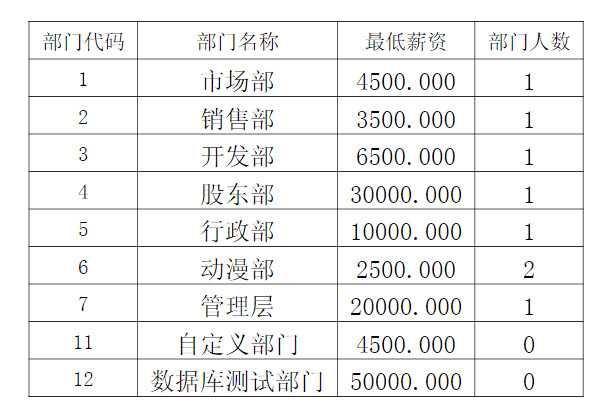 部门代码 部门名称 最低薪资 部门人数
1 市场部 4500.000 1
2 销售部 3500.000 1
3 开发部 6500.000 1
4 股东部 30000.000 1
5 行政部 10000.000 1
6 动漫部 2500.000 2
7 管理层 20000.000 1
11 自定义部门 4500.000 0
12 数据库测试部门 50000.000 0